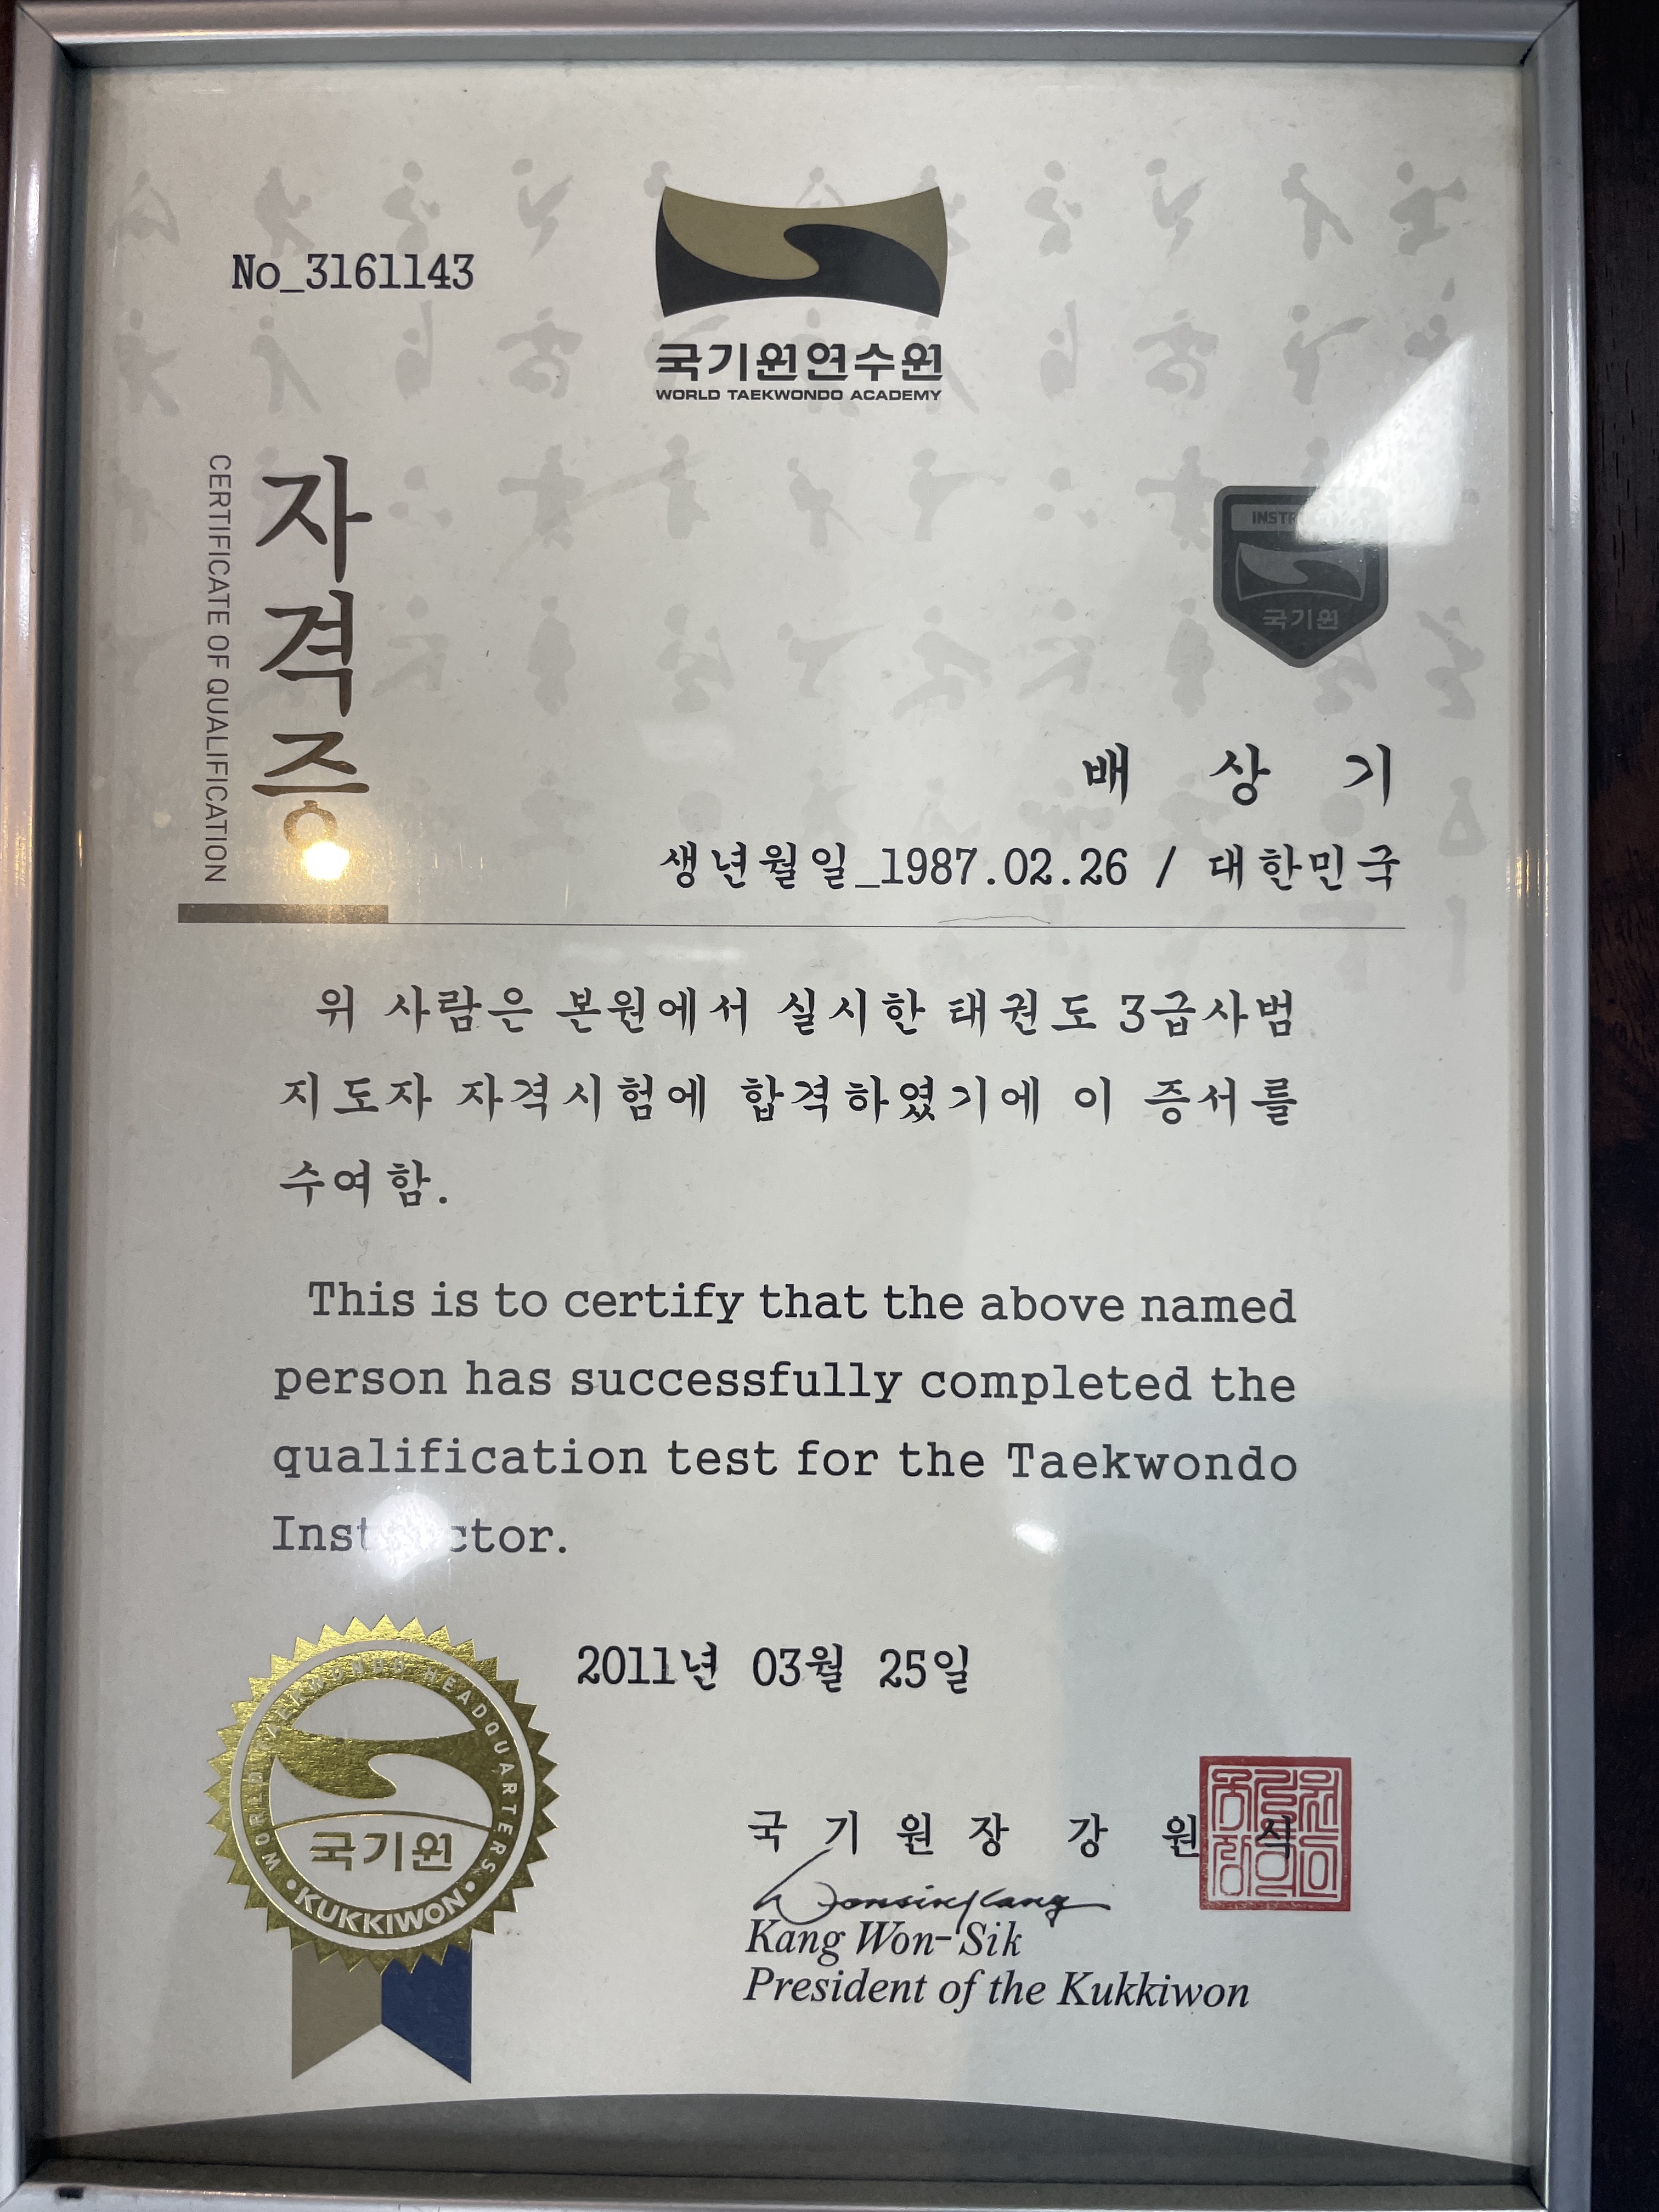 No_3161143
국기원연수원
WORLD TAEKWONDO ACADEMY
자격증
CERTIFICATE OF QUALIFICATION
국기원
배 상 기
생년월일_1987.02.26 / 대한민국
위 사람은 본원에서 실시한 태권도 3급사범
지도자 자격시험에 합격하였기에 이 증서를
수여함.
This is to certify that the above named
person has successfully completed the
qualification test for the Taekwondo
Instructor.
2011년 03월 25일
WORLD TAEKWONDO HEADQUARTERS
국기원
•KUKKIWON•
국 기 원 장 강 원 식
Wonsik Kang
Kang Won-Sik
President of the Kukkiwon